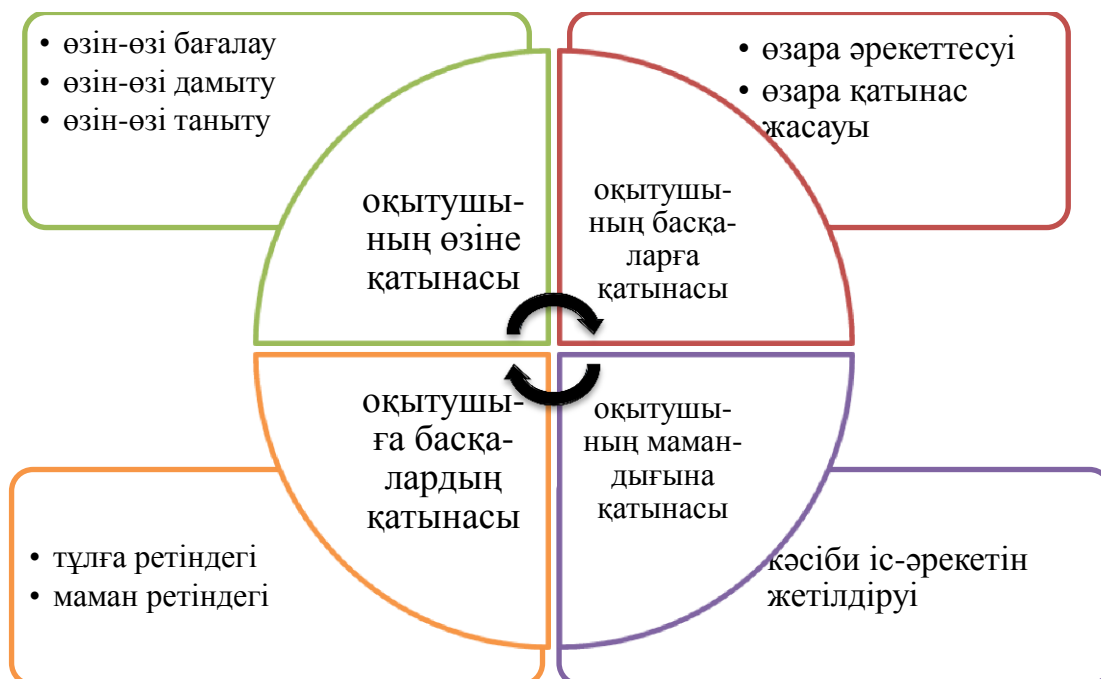 • өзін-өзі бағалау
• өзін-өзі дамыту
• өзін-өзі таныту
• өзара әрекеттесуі
• өзара қатынас
жасауы
оқытушы-
ның өзіне
қатынасы
оқытушы-
ның басқа-
ларға
қатынасы
оқытушы-
ға басқа-
лардың
қатынасы
оқытушы-
ның маман-
дығына
қатынасы
• тұлға ретіндегі
• маман ретіндегі
кәсіби іс-әрекетін
жетілдіруі